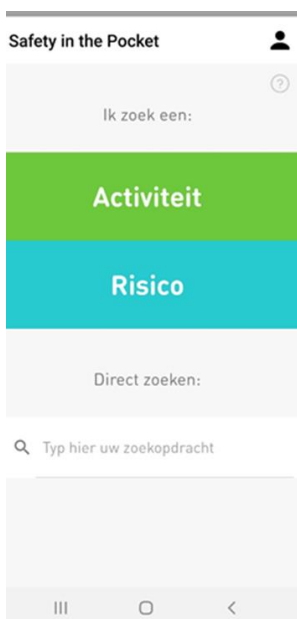 Safety in the Pocket
Ik zoek een:
Activiteit
Risico
Direct zoeken:
Typ hier uw zoekopdracht